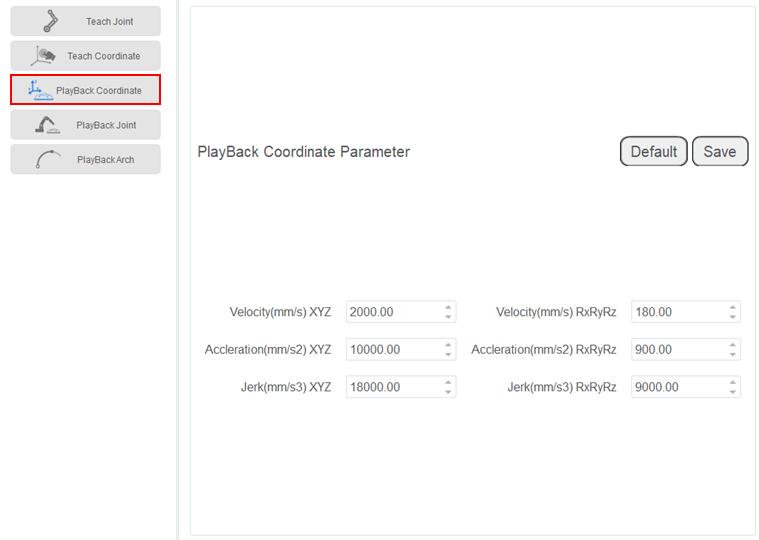 Teach Joint
Teach Coordinate
PlayBack Coordinate
PlayBack Joint
PlayBack Arch
PlayBack Coordinate Parameter
Default
Save
Velocity(mm/s) XYZ 2000.00 Velocity(mm/s) RxRyRz 180.00
Accleration(mm/s2) XYZ 10000.00 Accleration(mm/s2) RxRyRz 900.00
Jerk(mm/s3) XYZ 18000.00 Jerk(mm/s3) RxRyRz 9000.00